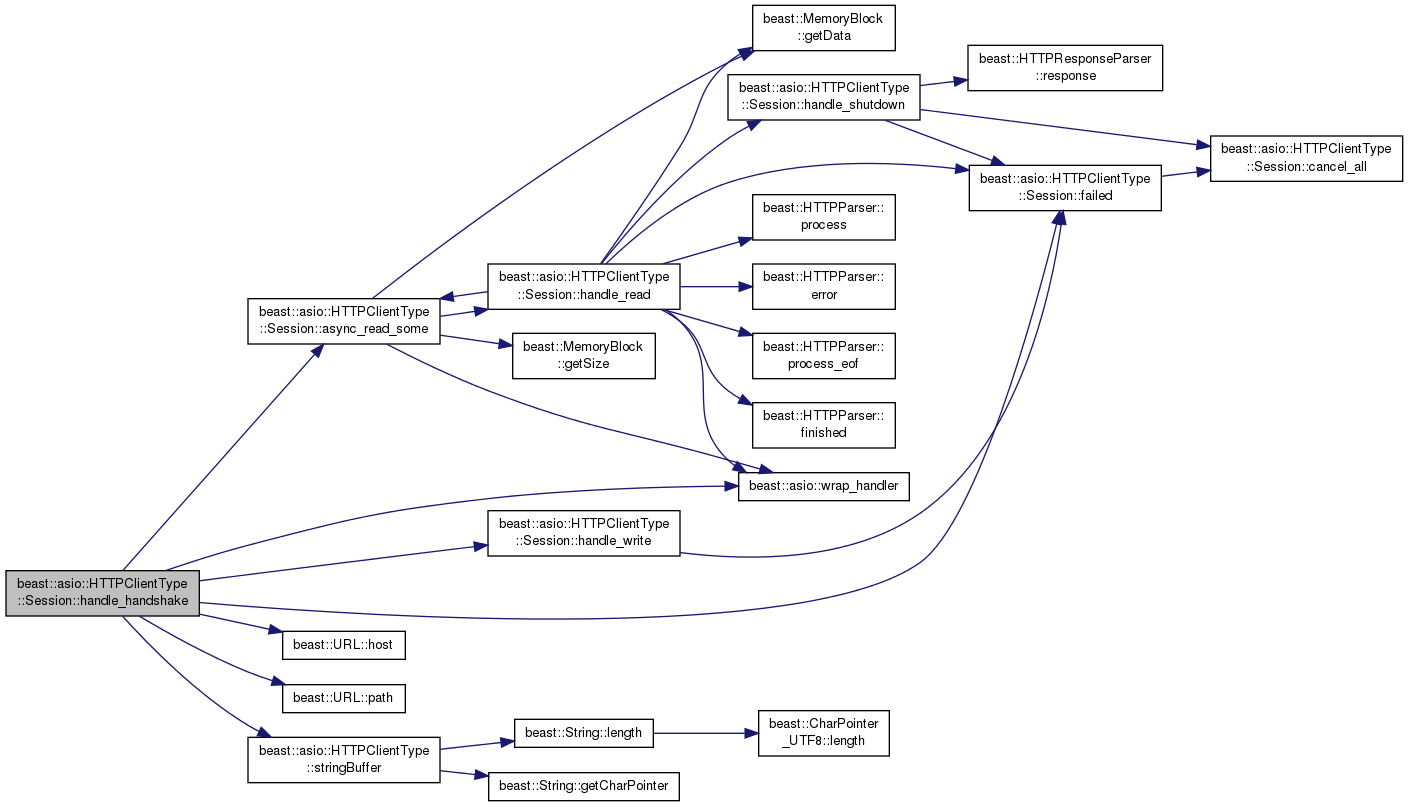 beast::MemoryBlock
::getData
beast::HTTPResponseParser
::response
beast::asio::HTTPClientType
::Session::handle_shutdown
beast::asio::HTTPClientType
::Session::cancel_all
beast::asio::HTTPClientType
::Session::failed
beast::HTTPParser::
process
beast::asio::HTTPClientType
::Session::handle_read
beast::HTTPParser::
error
beast::asio::HTTPClientType
::Session::async_read_some
beast::MemoryBlock
::getSize
beast::HTTPParser::
process_eof
beast::HTTPParser::
finished
beast::asio::wrap_handler
beast::asio::HTTPClientType
::Session::handle_write
beast::asio::HTTPClientType
::Session::handle_handshake
beast::URL::host
beast::URL::path
beast::asio::HTTPClientType
::stringBuffer
beast::String::length
beast::CharPointer
_UTF8::length
beast::String::getCharPointer